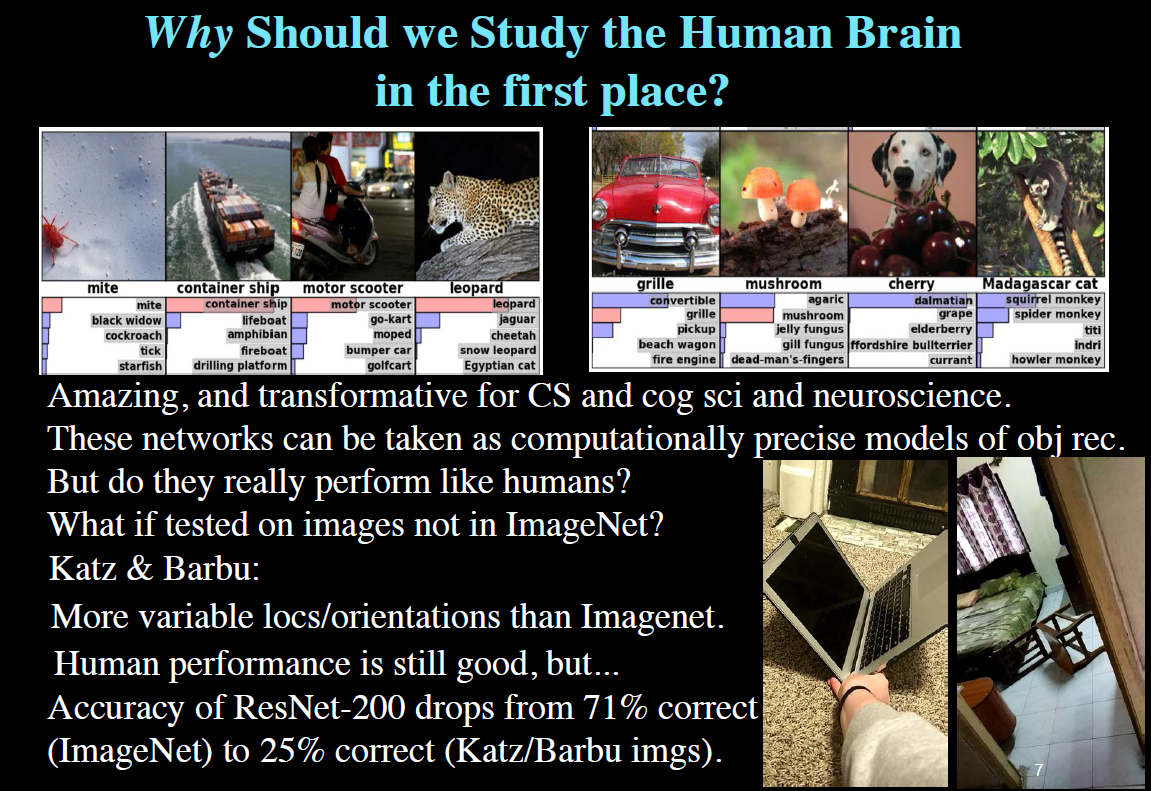 Why Should we Study the Human Brain
in the first place?
mite
container ship
motor scooter
leopard
mite
black widow
cockroach
tick
starfish
container ship
lifeboat
amphibian
fireboat
drilling platform
motor scooter
go-kart
moped
bumper car
golfcart
leopard
jaguar
cheetah
snow leopard
Egyptian cat
grille
mushroom
cherry
Madagascar cat
convertible
grille
pickup
beach wagon
fire engine
agaric
mushroom
jelly fungus
gill fungus
dead-man's-fingers
dalmatian
grape
elderberry
ffordshire bullterrier
currant
squirrel monkey
spider monkey
titi
indri
howler monkey
Amazing, and transformative for CS and cog sci and neuroscience.
These networks can be taken as computationally precise models of obj rec.
But do they really perform like humans?
What if tested on images not in ImageNet?
Katz & Barbu:
More variable locs/orientations than Imagenet.
Human performance is still good, but...
Accuracy of ResNet-200 drops from 71% correct
(ImageNet) to 25% correct (Katz/Barbu imgs).
7